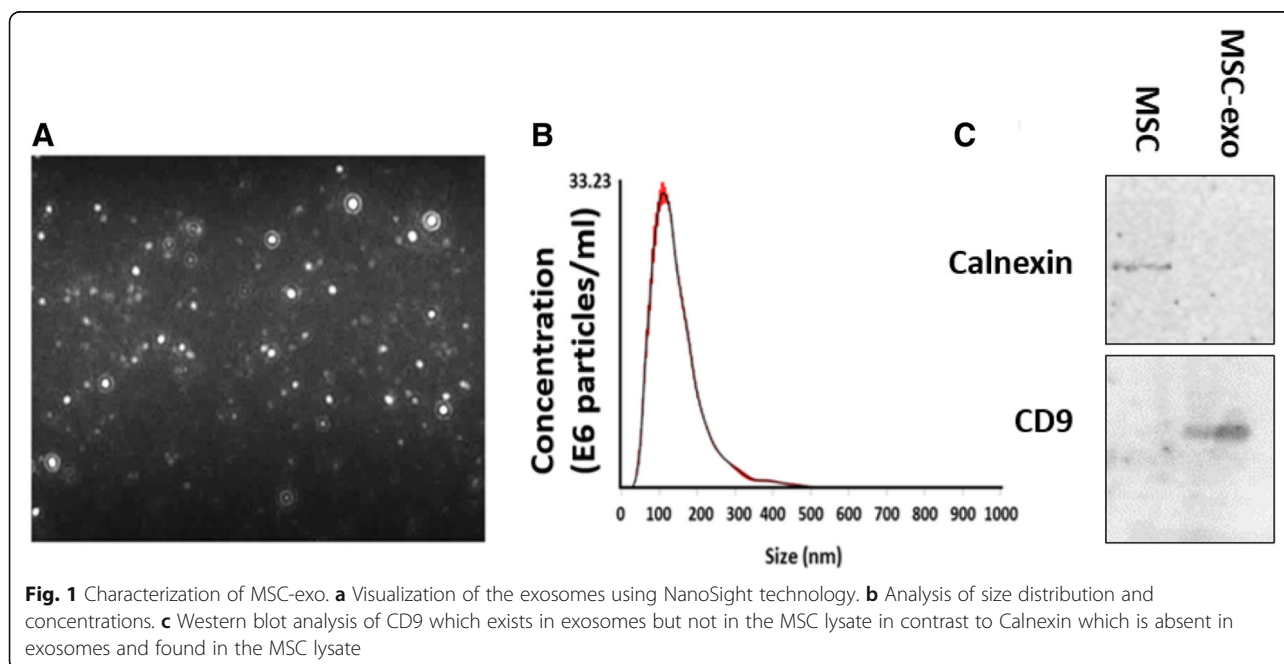 A
B
C
33.23
Concentration
(E6 particles/ml)
0 100 200 300 400 500 600 700 800 900 1000
Size (nm)
MSC
MSC-exo
Calnexin
CD9
Fig. 1 Characterization of MSC-exo. a Visualization of the exosomes using NanoSight technology. b Analysis of size distribution and
concentrations. c Western blot analysis of CD9 which exists in exosomes but not in the MSC lysate in contrast to Calnexin which is absent in
exosomes and found in the MSC lysate